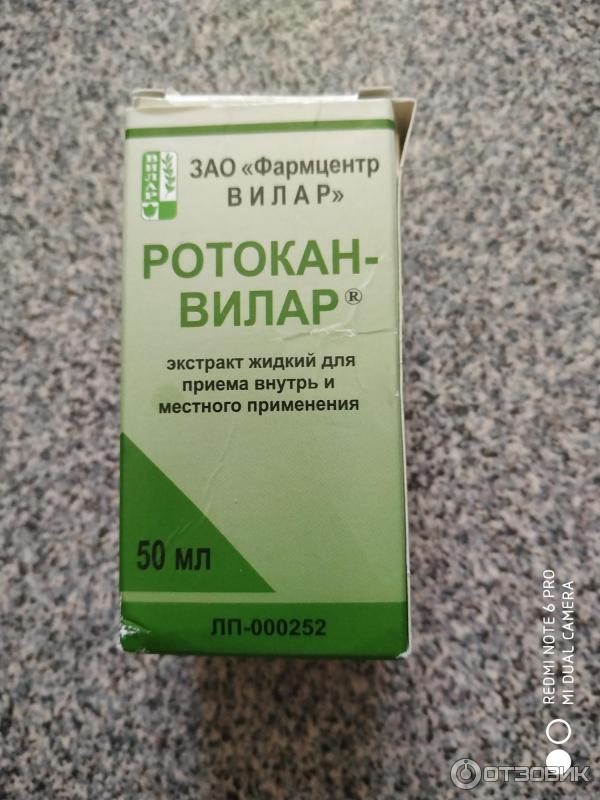 ВИЛАР
ЗАО «Фармцентр
ВИЛАР»
РОТОКАН-
ВИЛАР®
экстракт жидкий для
приема внутрь и
местного применения
50 мл
ЛП-000252
REDMI NOTE 6 PRO
MI DUAL CAMERA
ОТЗОВИК